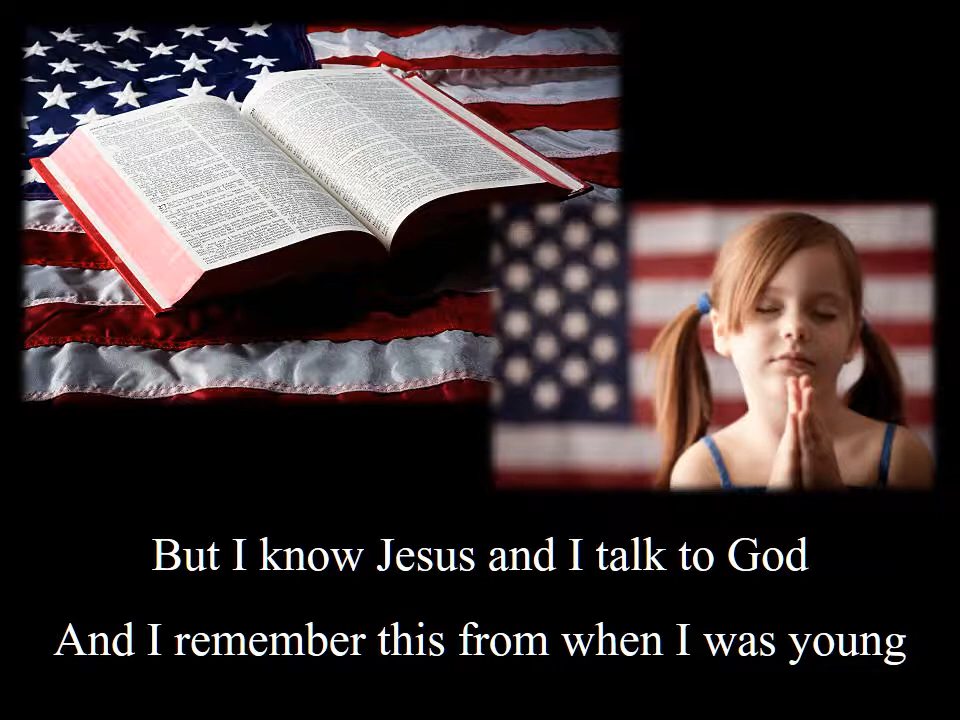 But I know Jesus and I talk to God
And I remember this from when I was young